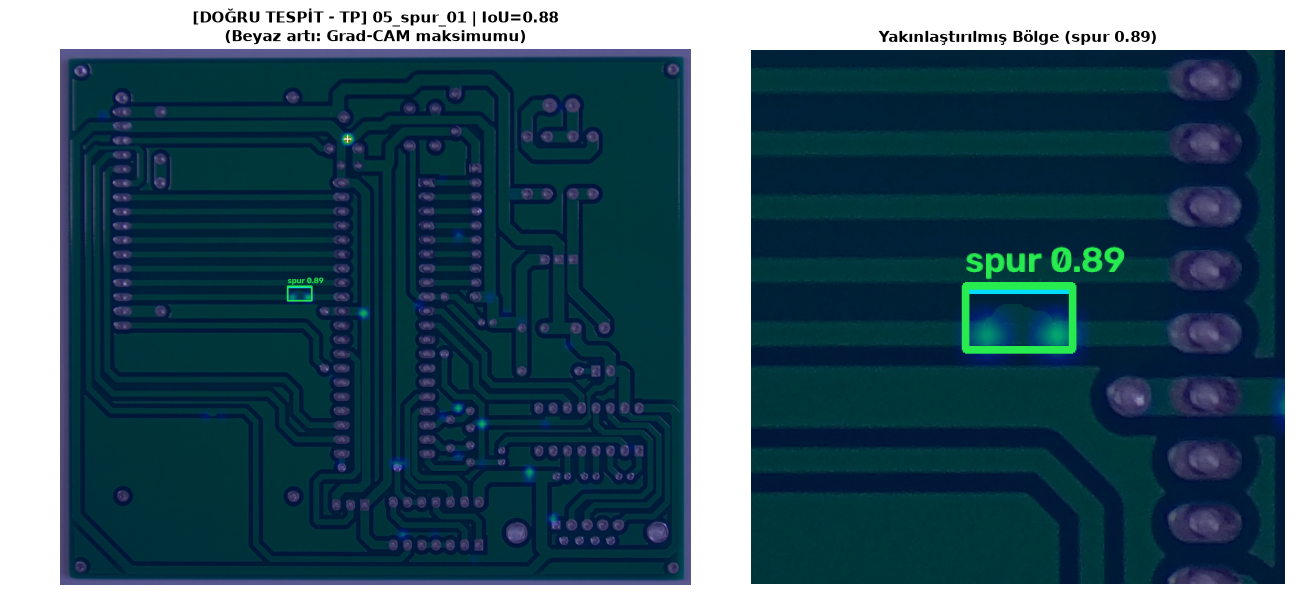 [DOĞRU TESPİT - TP] 05_spur_01 | IoU=0.88
(Beyaz artı: Grad-CAM maksimumu)
spur 0.89
Yakınlaştırılmış Bölge (spur 0.89)
spur 0.89